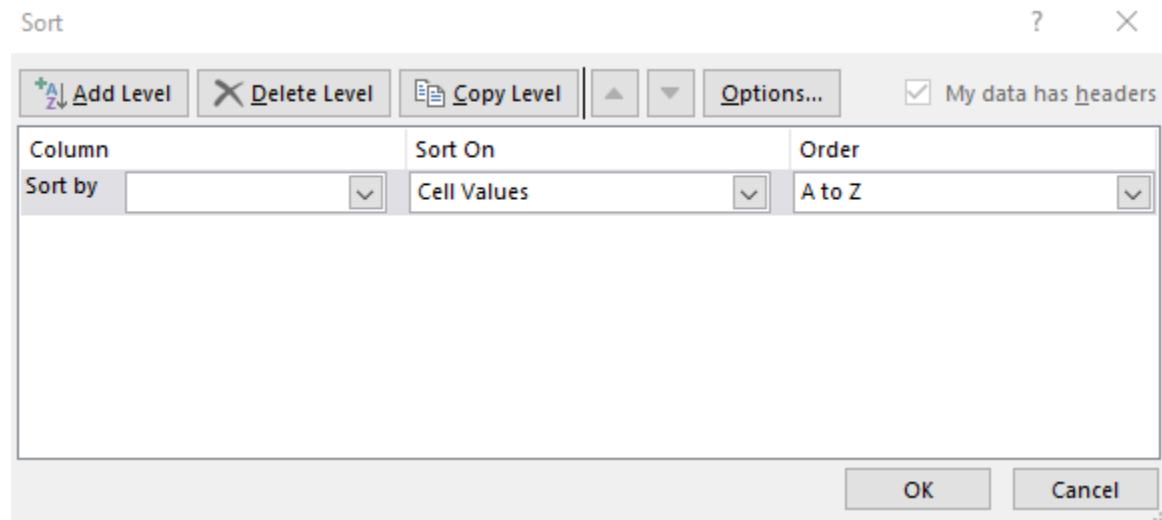 Sort ?
Add Level Delete Level Copy Level Options... My data has headers
Column Sort On Order
Sort by Cell Values A to Z
OK Cancel